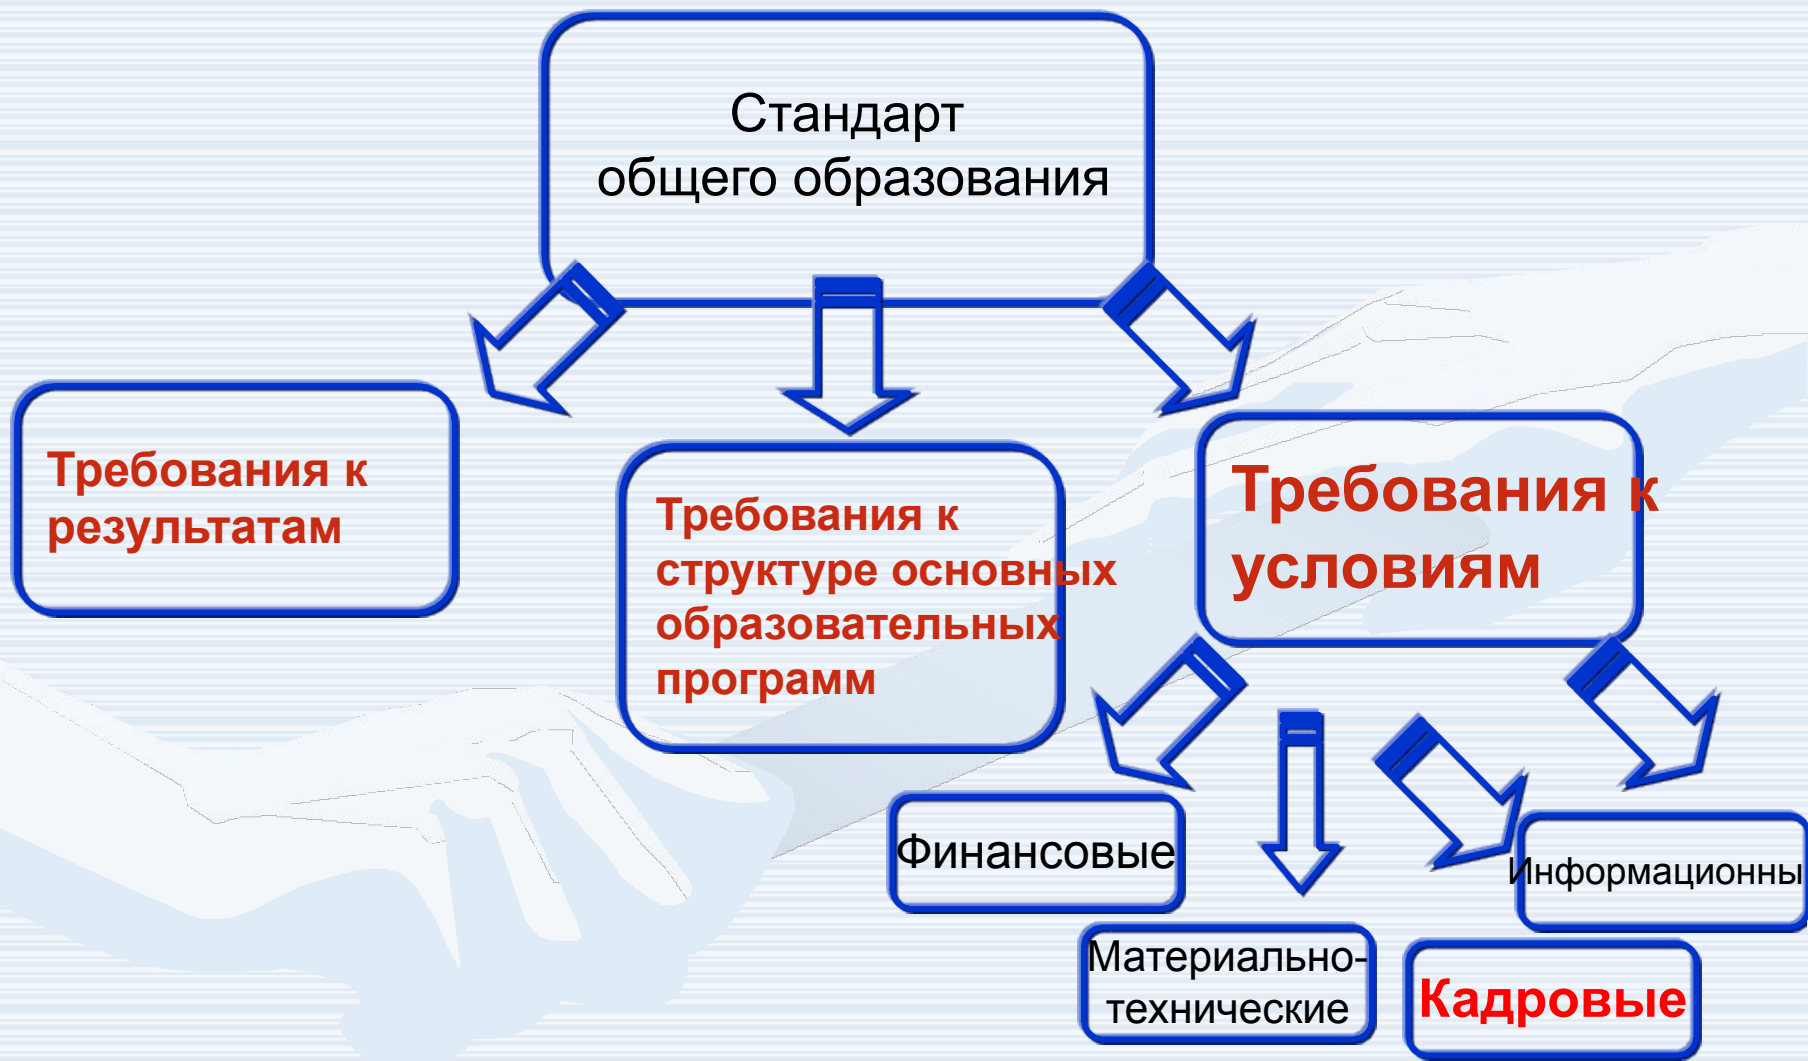 Стандарт
общего образования
Требования к
результатам
Требования к
структуре основных
образовательных
программ
Требования к
условиям
Финансовые
Материально-
технические
Кадровые
Информационны